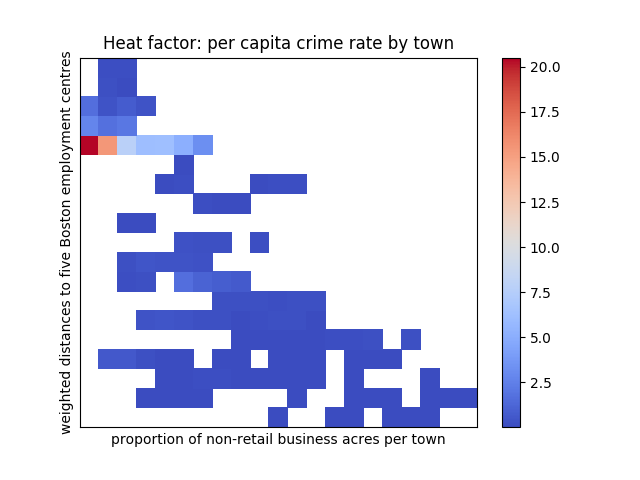 Heat factor: per capita crime rate by town
weighted distances to five Boston employment centres
proportion of non-retail business acres per town
20.0
17.5
15.0
12.5
10.0
7.5
5.0
2.5